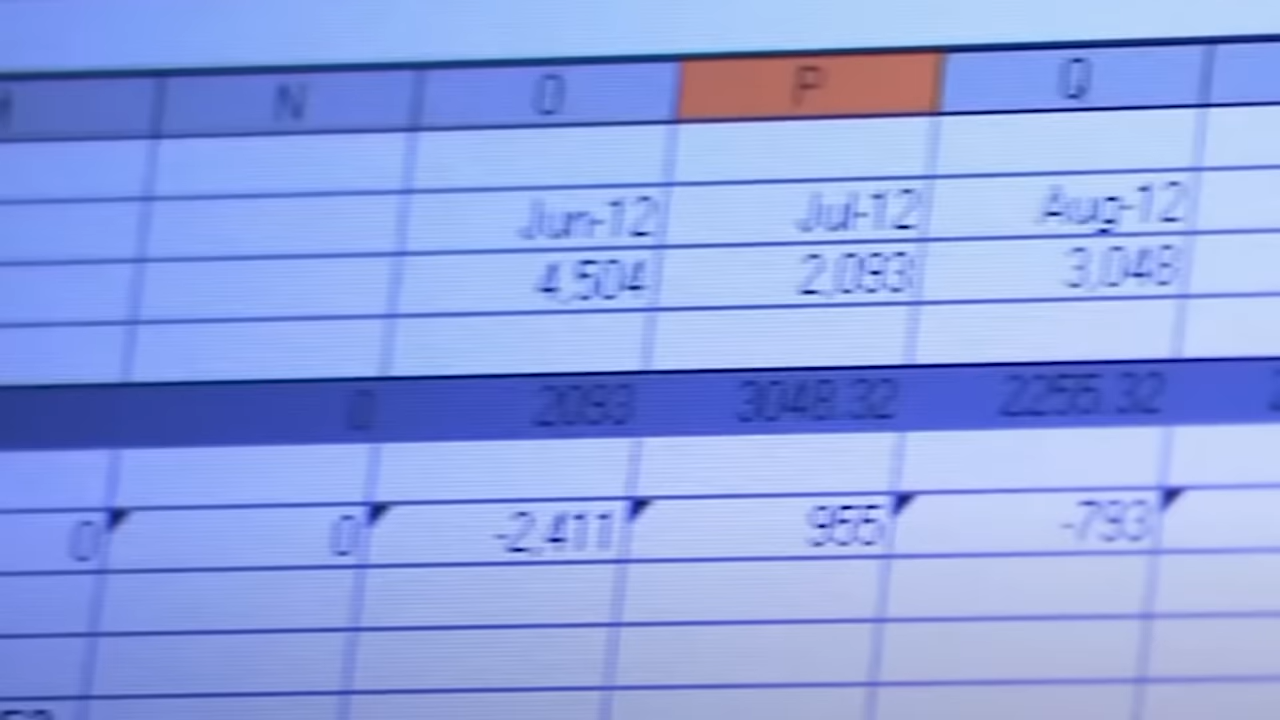 N O P Q
Jun-12 Jul-12 Aug-12
4,504 2,093 3,048
0 2093 3048.32 2255.32
0 0 -2,411 955 -793